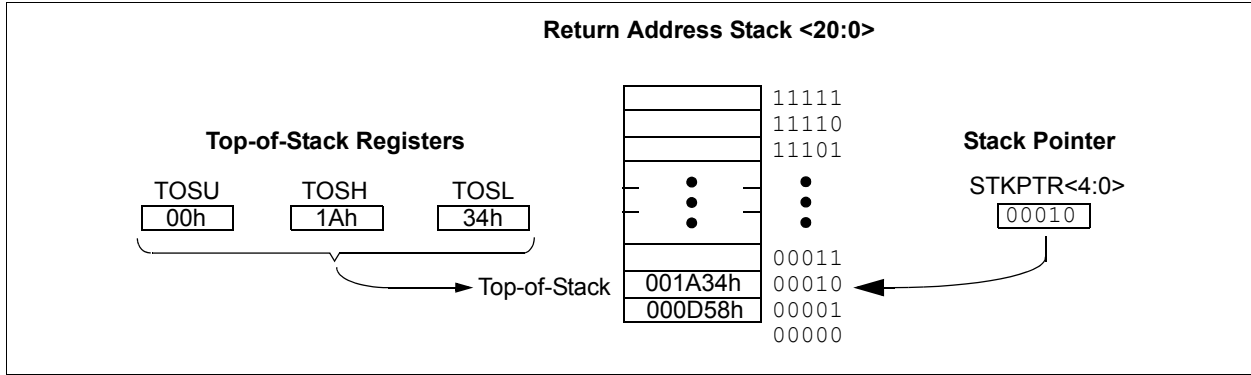 Return Address Stack <20:0>
11111
11110
11101
Top-of-Stack Registers
Stack Pointer
TOSU TOSH TOSL
STKPTR<4:0>
00h 1Ah 34h
00010
00011
Top-of-Stack 001A34h 00010
000D58h 00001
00000